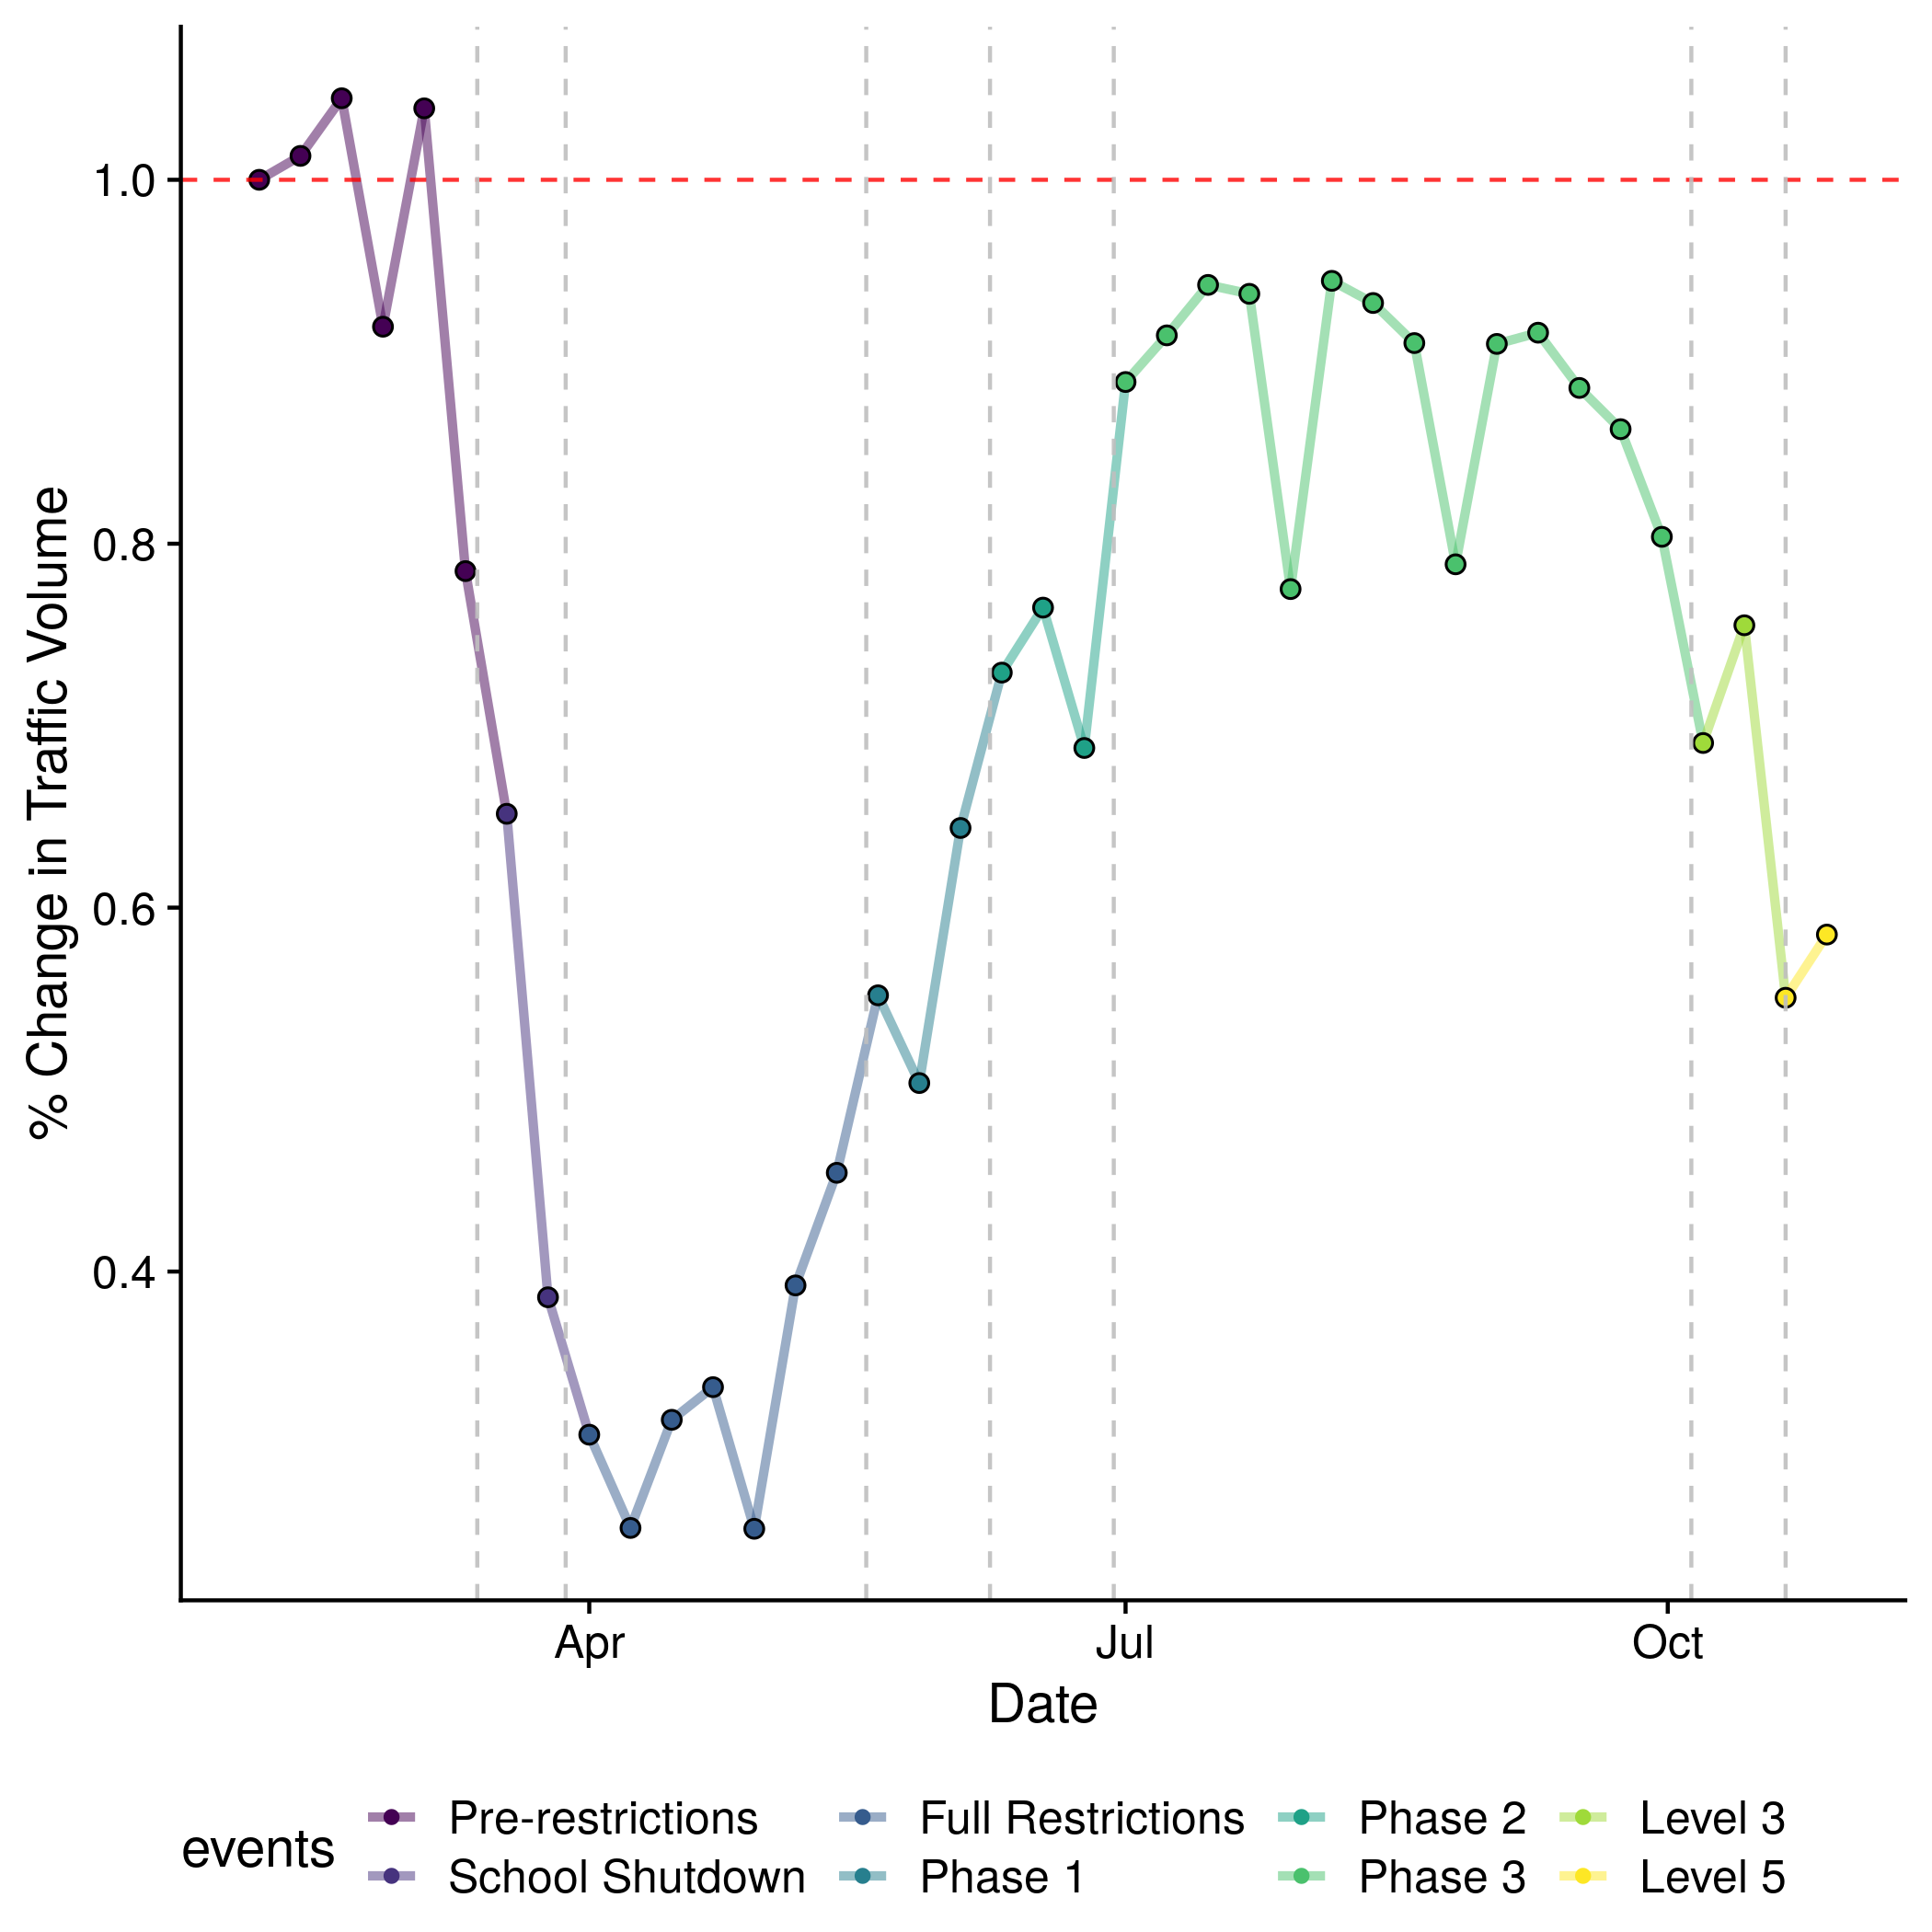 % Change in Traffic Volume
1.0
0.8
0.6
0.4
Apr
Jul
Oct
Date
events
Pre-restrictions
School Shutdown
Full Restrictions
Phase 1
Phase 2
Phase 3
Level 3
Level 5